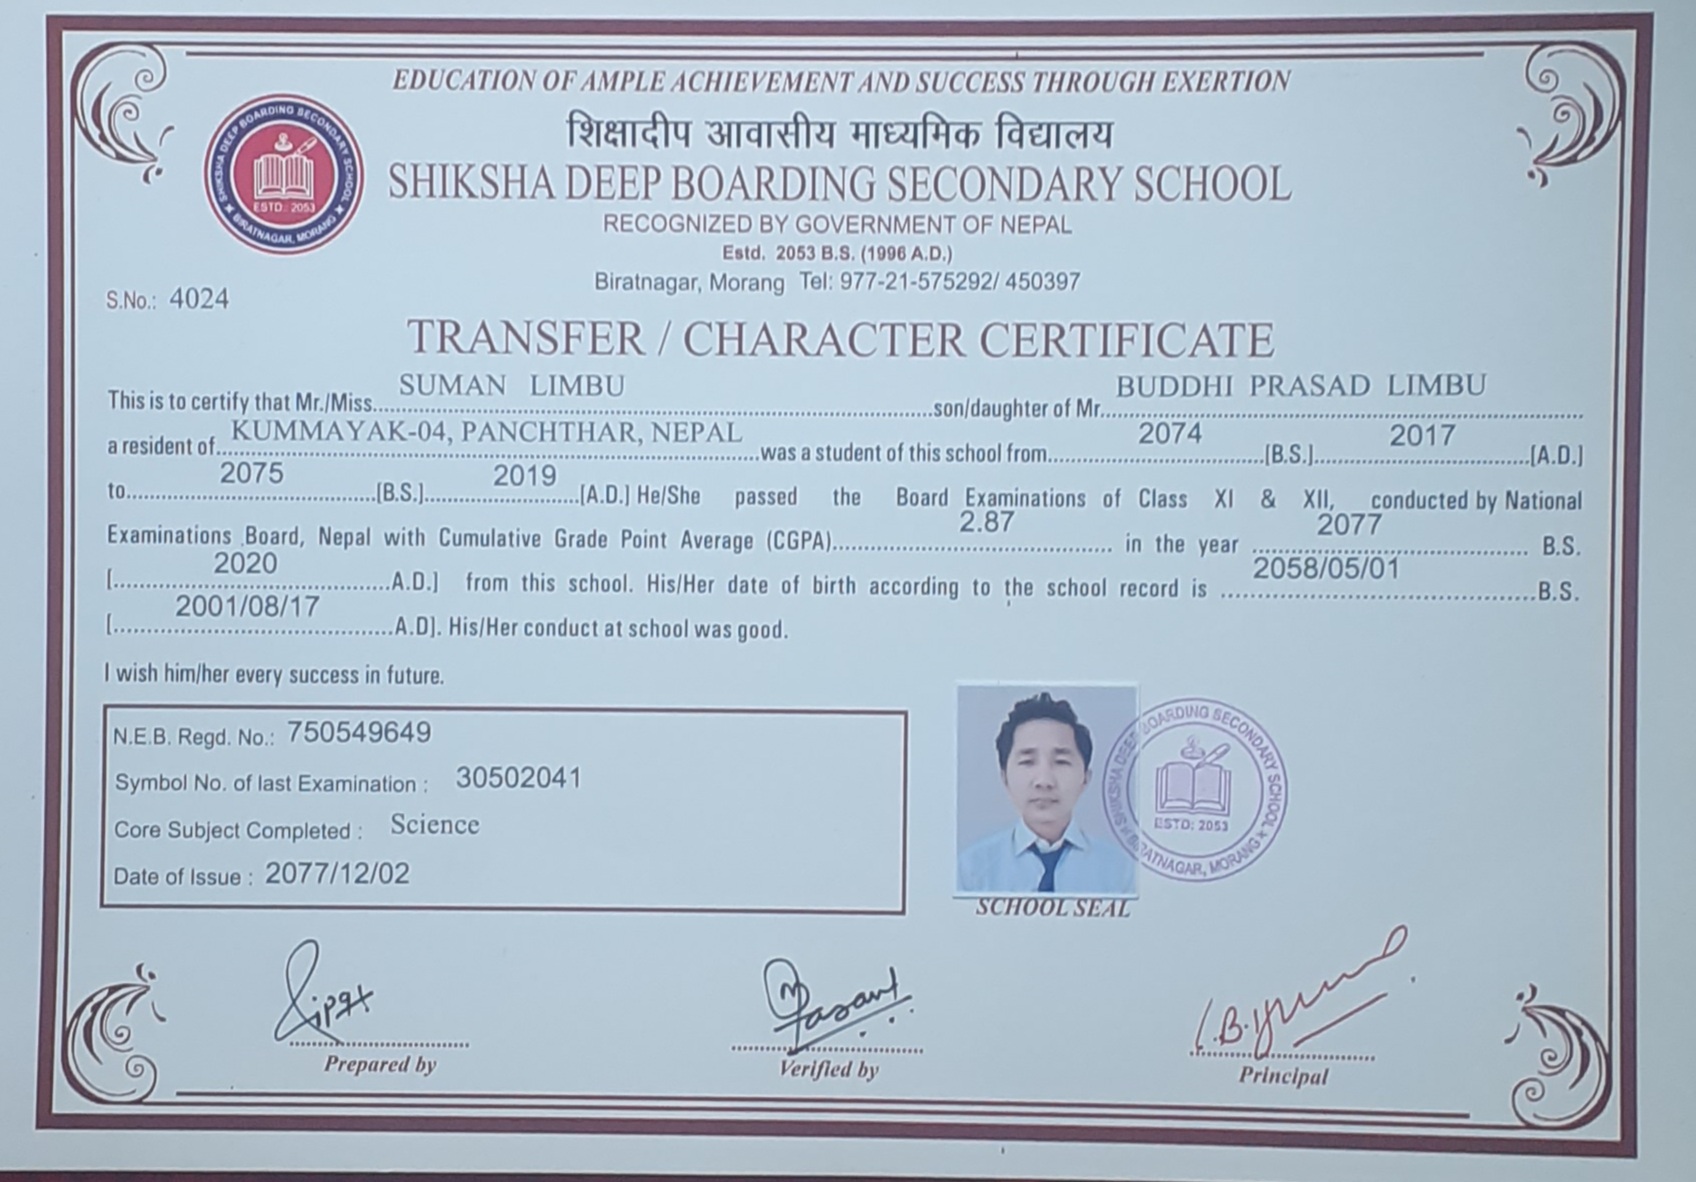 EDUCATION OF AMPLE ACHIEVEMENT AND SUCCESS THROUGH EXERTION
शिक्षादीप आवासीय माध्यमिक विद्यालय
SHIKSHA DEEP BOARDING SECONDARY SCHOOL
SHIKSHA DEEP BOARDING SECONDARY SCHOOL
ESTD: 2053
BIRATNAGAR, MORANG
RECOGNIZED BY GOVERNMENT OF NEPAL
Estd. 2053 B.S. (1996 A.D.)
Biratnagar, Morang Tel: 977-21-575292/ 450397
S.No.: 4024
TRANSFER / CHARACTER CERTIFICATE
This is to certify that Mr./Miss. SUMAN LIMBU son/daughter of Mr. BUDDHI PRASAD LIMBU
a resident of KUMMAYAK-04, PANCHTHAR, NEPAL was a student of this school from 2074 [B.S.] 2017 [A.D.]
to 2075 [B.S.] 2019 [A.D.] He/She passed the Board Examinations of Class XI & XII, conducted by National
Examinations Board, Nepal with Cumulative Grade Point Average (CGPA) 2.87 in the year 2077 B.S.
[ 2020 A.D.] from this school. His/Her date of birth according to the school record is 2058/05/01 B.S.
[ 2001/08/17 A.D]. His/Her conduct at school was good.
I wish him/her every success in future.
N.E.B. Regd. No.: 750549649
Symbol No. of last Examination : 30502041
Core Subject Completed : Science
Date of Issue : 2077/12/02
SHIKSHA DEEP BOARDING SECONDARY SCHOOL
ESTD: 2053
BIRATNAGAR, MORANG
SCHOOL SEAL
Prepared by
Verified by
Principal